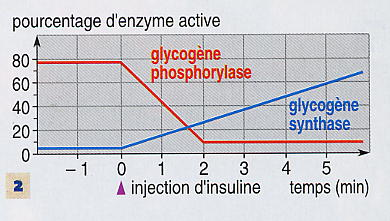 pourcentage d'enzyme active
glycogène
phosphorylase
80
60
40
20
0
glycogène
synthase
−1 0 1 2 3 4 5
injection d'insuline temps (min)
2